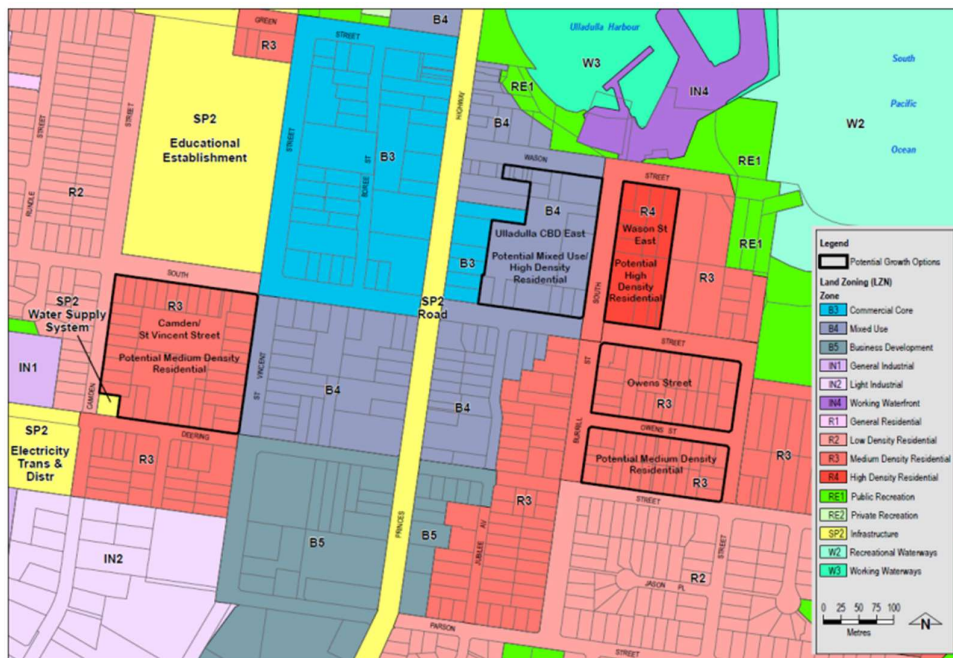 GREEN
STREET
R3
B4
Ulladulla Harbour
W3
IN4
South
Pacific
Ocean
W2
RE1
HIGHWAY
SP2
Educational
Establishment
STREET
STREET
STREET
BOREE ST
B3
B4
WASON
STREET
RE1
RE1
R2
RUNDLE
B4
Ulladulla CBD East
Potential Mixed Use/
High Density
Residential
R4
Wason St
East
Potential
High
Density
Residential
R3
B3
SOUTH
SOUTH
SP2
Road
SP2
Water Supply
System
R3
Camden/
St Vincent Street
Potential Medium Density
Residential
STREET
ST
Owens Street
R3
IN1
CAMDEN
ST VINCENT
B4
B4
BURRILL
OWENS ST
DEERING
SP2
Electricity
Trans &
Distr
R3
Potential Medium Density
Residential
R3
R3
STREET
R3
B5
B5
PRINCES
JUBILEE AV
IN2
R2
STREET
JASON PL
PARSON
STREET
Legend
Potential Growth Options
Land Zoning (LZN)
Zone
B3 Commercial Core
B4 Mixed Use
B5 Business Development
IN1 General Industrial
IN2 Light Industrial
IN4 Working Waterfront
R1 General Residential
R2 Low Density Residential
R3 Medium Density Residential
R4 High Density Residential
RE1 Public Recreation
RE2 Private Recreation
SP2 Infrastructure
W2 Recreational Waterways
W3 Working Waterways
0 25 50 75 100
Metres
N